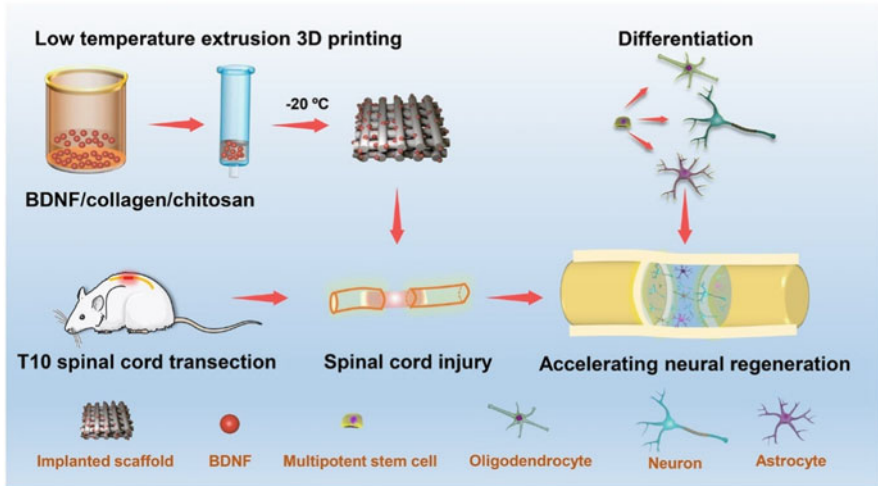 Low temperature extrusion 3D printing
Differentiation
-20 ºC
BDNF/collagen/chitosan
T10 spinal cord transection
Spinal cord injury
Accelerating neural regeneration
Implanted scaffold
BDNF
Multipotent stem cell
Oligodendrocyte
Neuron
Astrocyte